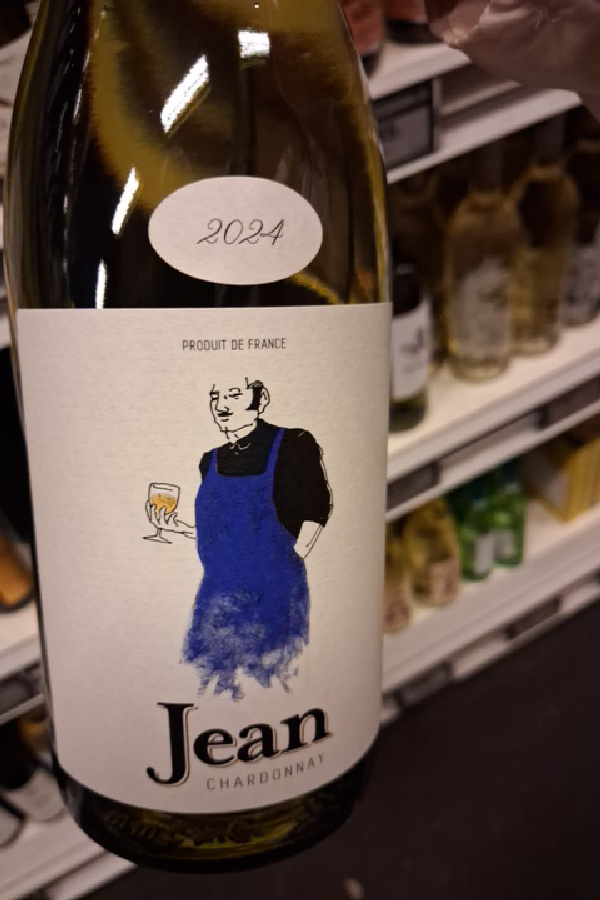 2024
PRODUIT DE FRANCE
Jean
CHARDONNAY